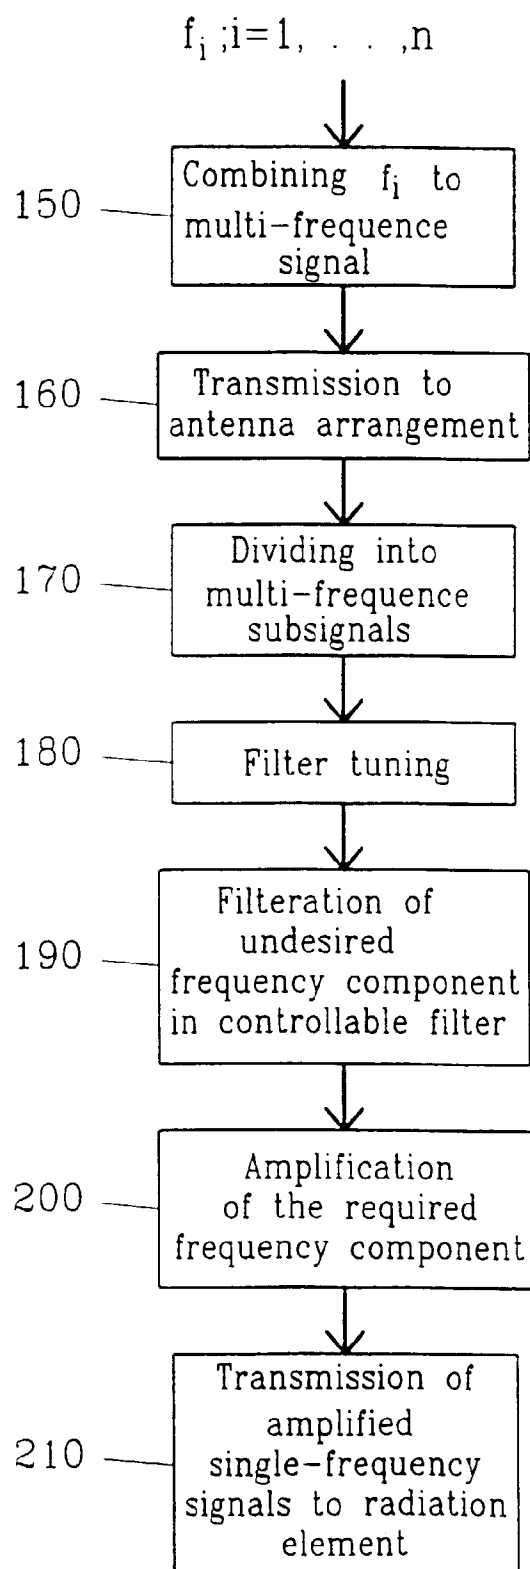 f_i ;i=1, . . ,n
150
Combining f_i to
multi-frequence
signal
160
Transmission to
antenna arrangement
170
Dividing into
multi-frequence
subsignals
180
Filter tuning
190
Filteration of
undesired
frequency component
in controllable filter
200
Amplification
of the required
frequency component
210
Transmission of
amplified
single-frequency
signals to radiation
element